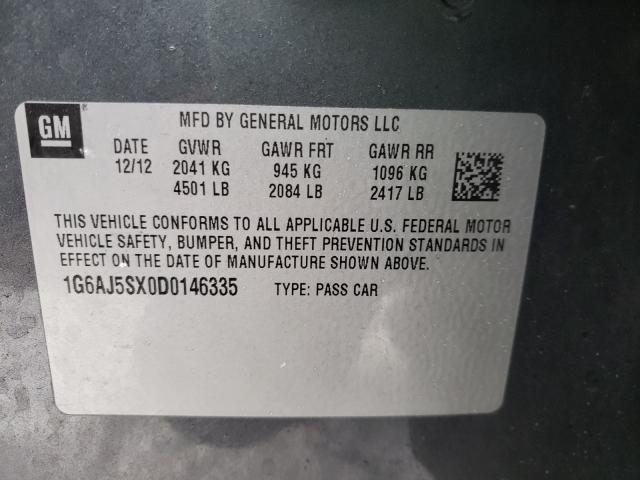 GM
MFD BY GENERAL MOTORS LLC
DATE GVWR GAWR FRT GAWR RR
12/12 2041 KG 945 KG 1096 KG
4501 LB 2084 LB 2417 LB
THIS VEHICLE CONFORMS TO ALL APPLICABLE U.S. FEDERAL MOTOR
VEHICLE SAFETY, BUMPER, AND THEFT PREVENTION STANDARDS IN
EFFECT ON THE DATE OF MANUFACTURE SHOWN ABOVE.
1G6AJ5SX0D0146335 TYPE: PASS CAR